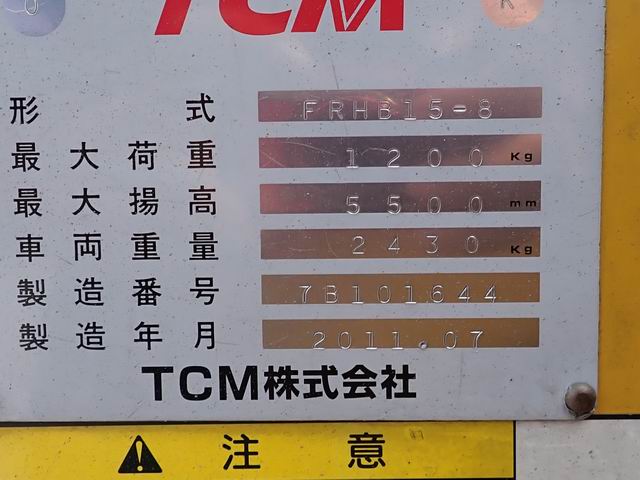 TCM
形式 FRHB15-8
最大荷重 1200 Kg
最大揚高 5500 mm
車両重量 2430 Kg
製造番号 7B101644
製造年月 2011.07
TCM株式会社
注意